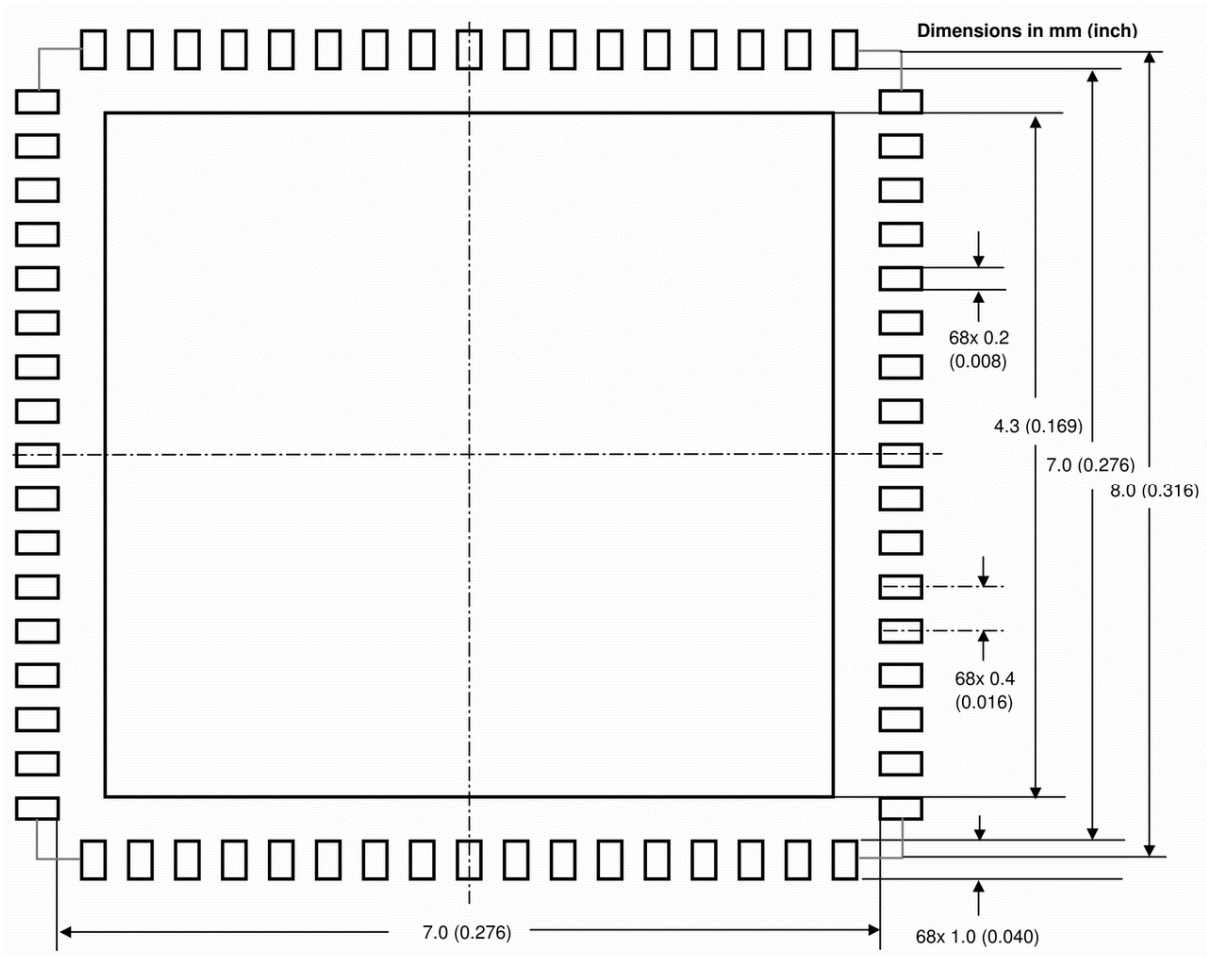 Dimensions in mm (inch)
68x 0.2
(0.008)
4.3 (0.169)
7.0 (0.276)
8.0 (0.316)
68x 0.4
(0.016)
7.0 (0.276)
68x 1.0 (0.040)